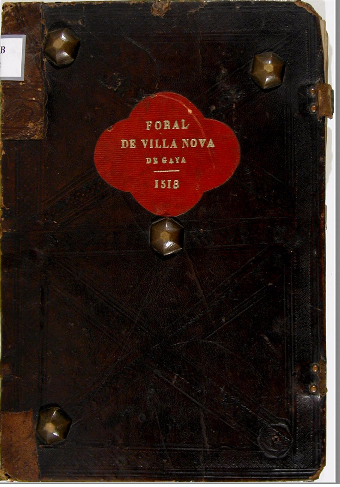 B
FORAL
DE VILLA NOVA
DE GAYA
1518